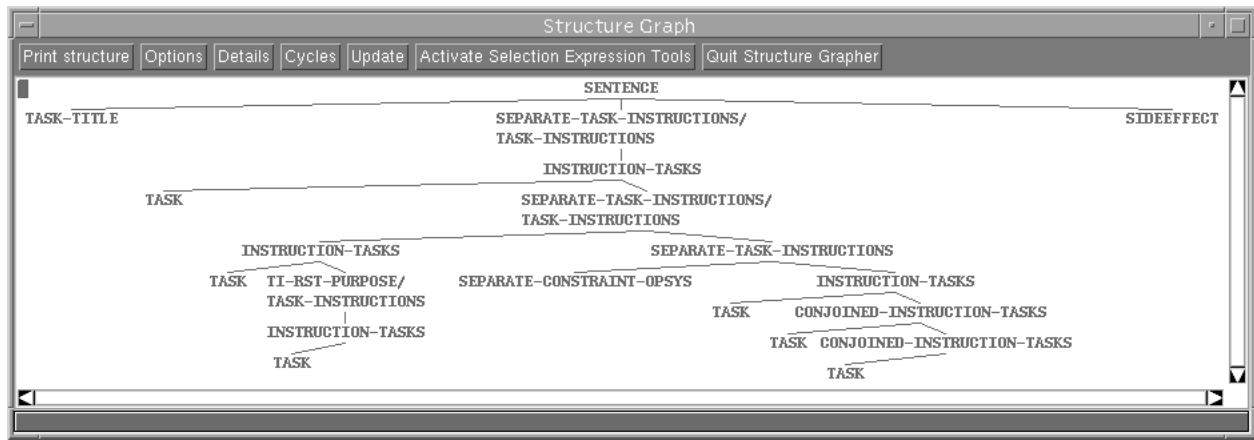 Structure Graph
Print structure Options Details Cycles Update Activate Selection Expression Tools Quit Structure Grapher
SENTENCE
TASK-TITLE SEPARATE-TASK-INSTRUCTIONS/ SIDEEFFECT
TASK-INSTRUCTIONS
INSTRUCTION-TASKS
TASK SEPARATE-TASK-INSTRUCTIONS/
TASK-INSTRUCTIONS
INSTRUCTION-TASKS SEPARATE-TASK-INSTRUCTIONS
TASK TI-RST-PURPOSE/ SEPARATE-CONSTRAINT-OPSYS INSTRUCTION-TASKS
TASK-INSTRUCTIONS
TASK CONJOINED-INSTRUCTION-TASKS
INSTRUCTION-TASKS
TASK CONJOINED-INSTRUCTION-TASKS
TASK
TASK